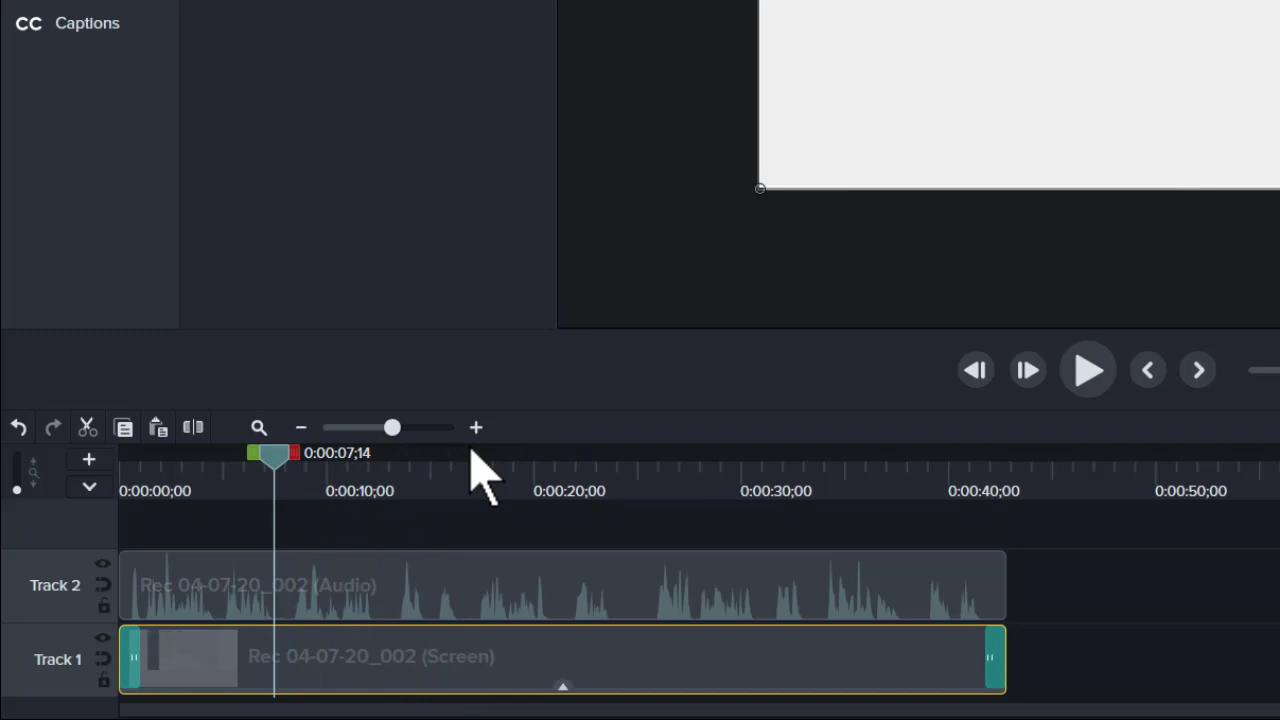 CC Captions
0:00:07;14
0:00:00;00 0:00:10;00 0:00:20;00 0:00:30;00 0:00:40;00 0:00:50;00
Track 2 Rec 04-07-20_002 (Audio)
Track 1 Rec 04-07-20_002 (Screen)